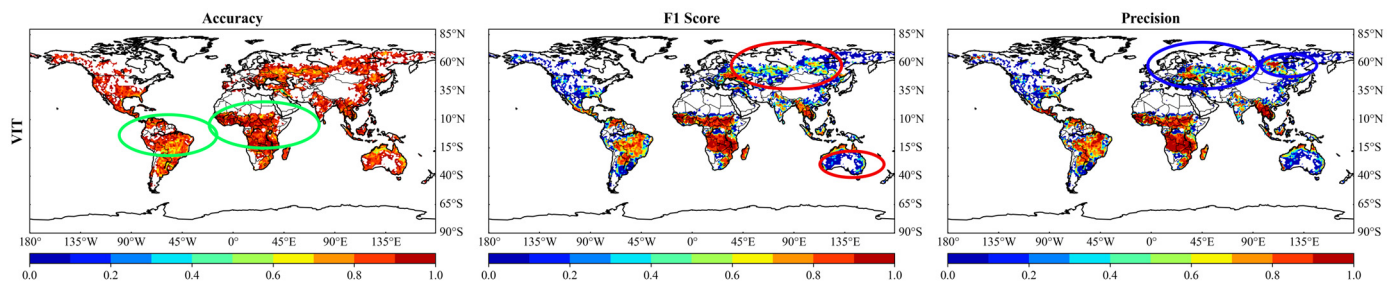 Accuracy F1 Score Precision
VIT
85°N 85°N 85°N
60°N 60°N 60°N
35°N 35°N 35°N
10°N 10°N 10°N
15°S 15°S 15°S
40°S 40°S 40°S
65°S 65°S 65°S
90°S 90°S 90°S
180° 135°W 90°W 45°W 0° 45°E 90°E 135°E 180° 135°W 90°W 45°W 0° 45°E 90°E 135°E 180° 135°W 90°W 45°W 0° 45°E 90°E 135°E
0.0 0.2 0.4 0.6 0.8 1.0 0.0 0.2 0.4 0.6 0.8 1.0 0.0 0.2 0.4 0.6 0.8 1.0